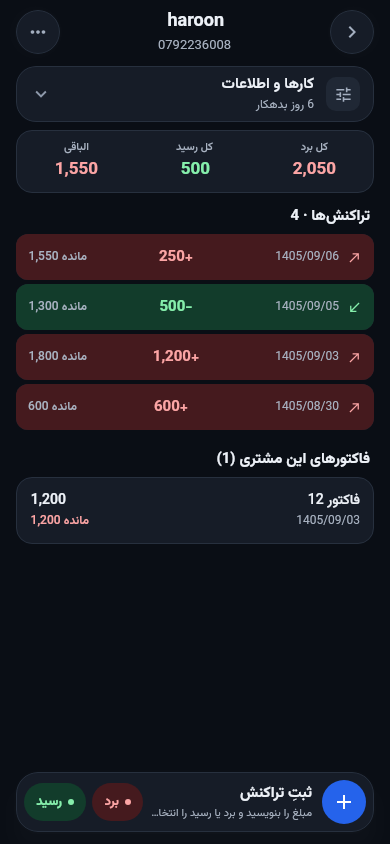 haroon
0792236008
کارها و اطلاعات
6 روز بدهکار
کل برد
2,050
کل رسید
500
الباقی
1,550
تراکنش‌ها · 4
1405/09/06 +250 مانده 1,550
1405/09/05 −500 مانده 1,300
1405/09/03 +1,200 مانده 1,800
1405/08/30 +600 مانده 600
فاکتورهای این مشتری (1)
فاکتور 12 1,200
1405/09/03 مانده 1,200
ثبتِ تراکنش
مبلغ را بنویسید و برد یا رسید را انتخا...
برد
رسید